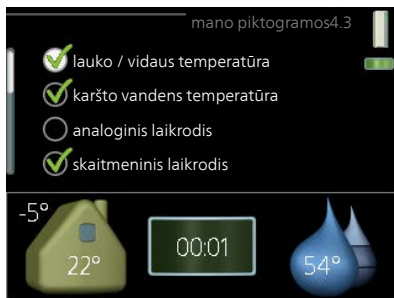 mano piktogramos4.3
lauko / vidaus temperatūra
karšto vandens temperatūra
analoginis laikrodis
skaitmeninis laikrodis
-5°
22°
00:01
54°